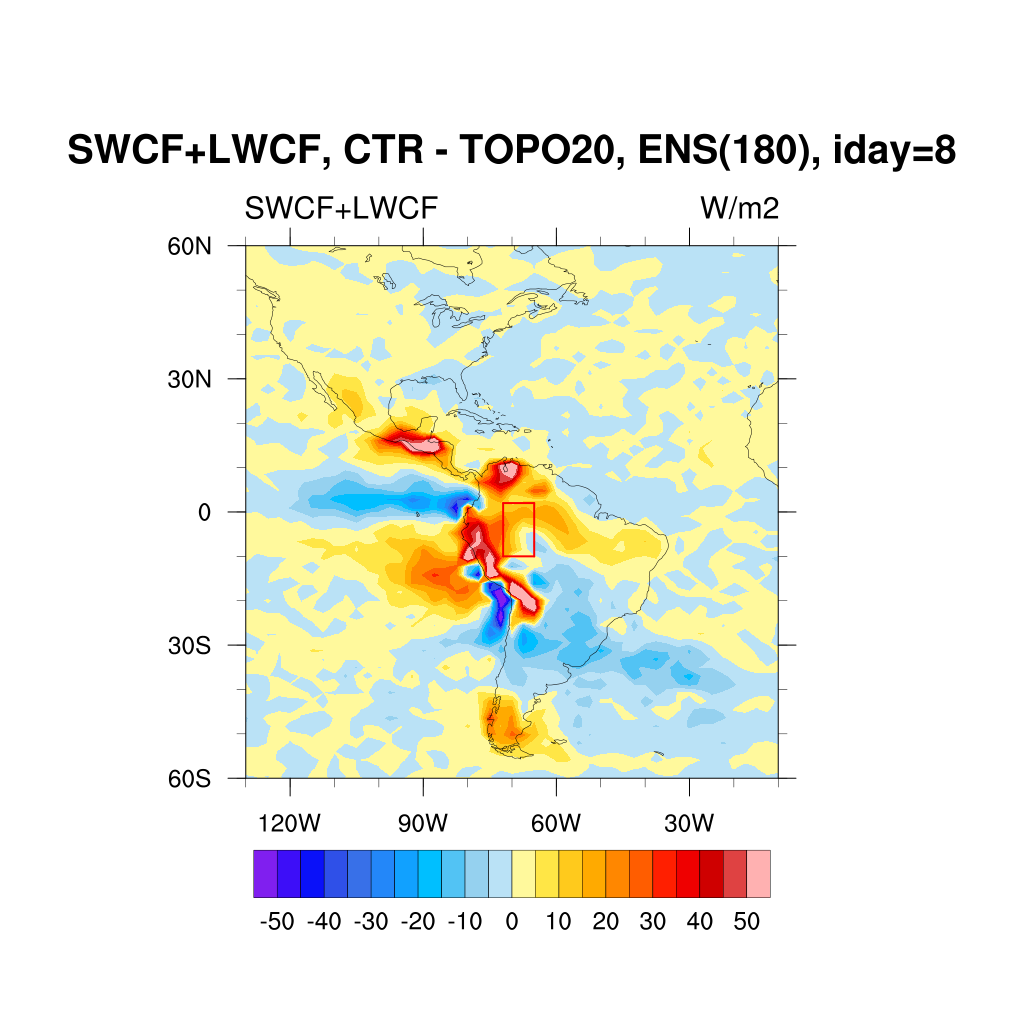 SWCF+LWCF, CTR - TOPO20, ENS(180), iday=8
SWCF+LWCF W/m2
60N
30N
0
30S
60S
120W 90W 60W 30W
-50 -40 -30 -20 -10 0 10 20 30 40 50